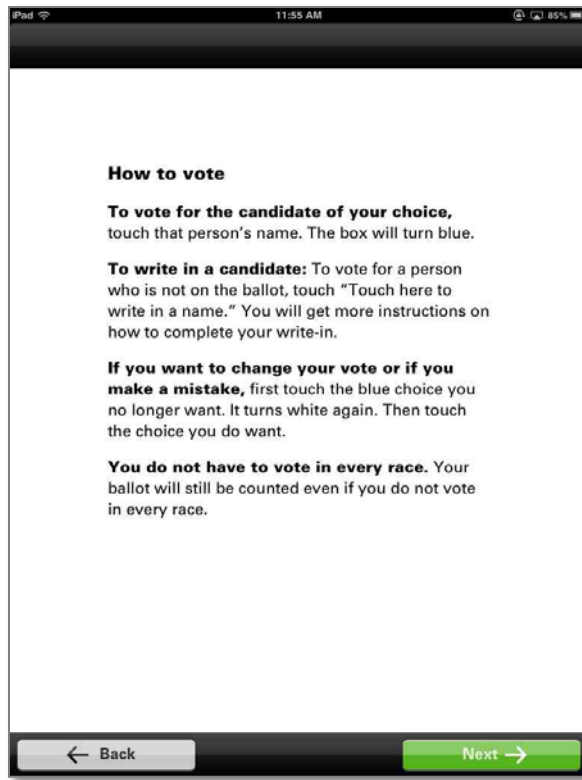 iPad 11:55 AM 85%
How to vote
To vote for the candidate of your choice,
touch that person's name. The box will turn blue.
To write in a candidate: To vote for a person
who is not on the ballot, touch “Touch here to
write in a name.” You will get more instructions on
how to complete your write-in.
If you want to change your vote or if you
make a mistake, first touch the blue choice you
no longer want. It turns white again. Then touch
the choice you do want.
You do not have to vote in every race. Your
ballot will still be counted even if you do not vote
in every race.
← Back Next →